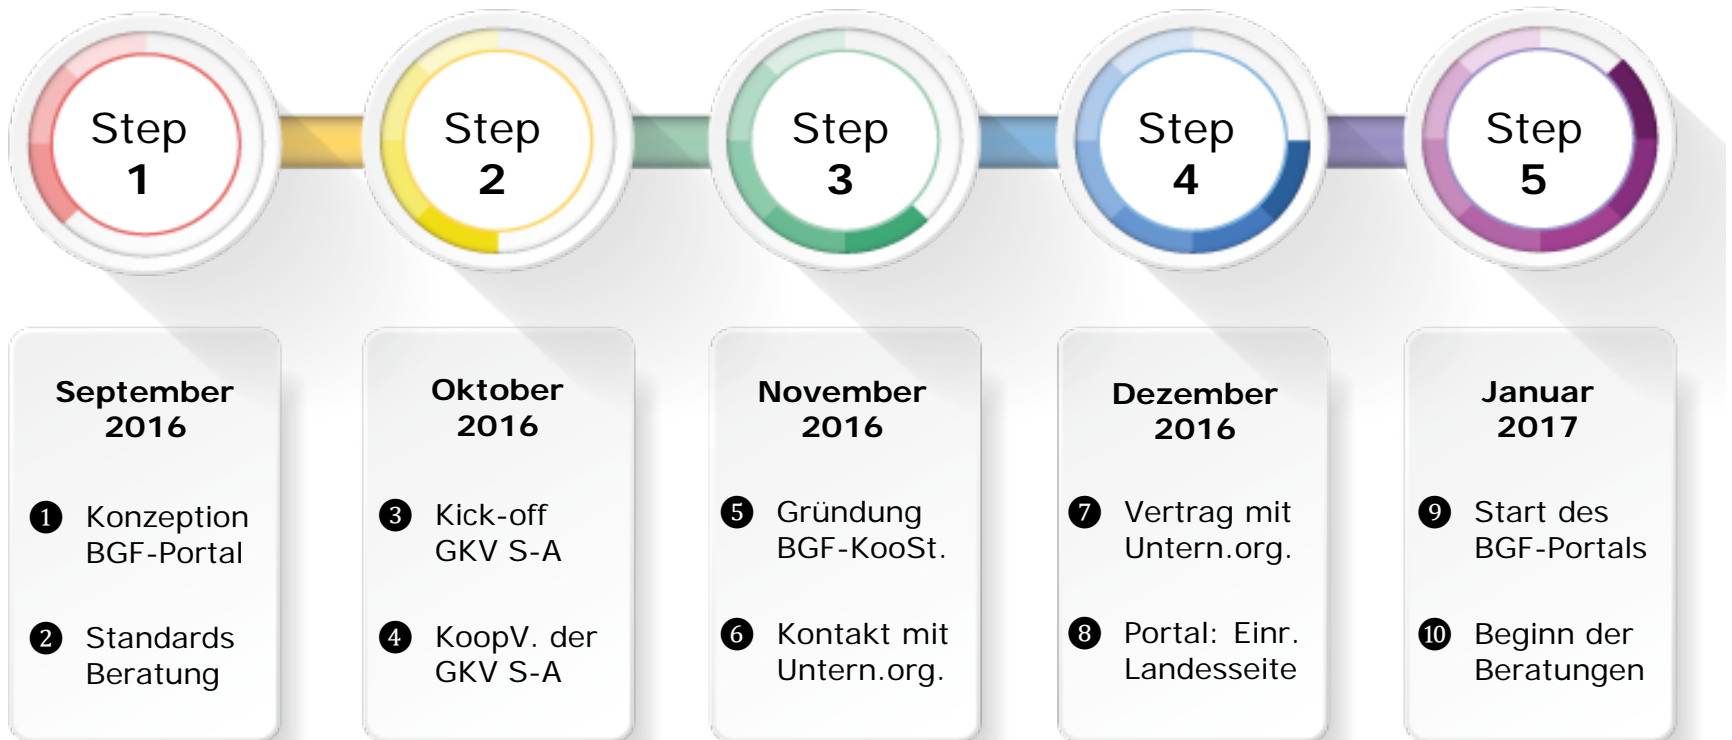 Step
1
Step
2
Step
3
Step
4
Step
5
September
2016
❶ Konzeption
BGF-Portal
❷ Standards
Beratung
Oktober
2016
❸ Kick-off
GKV S-A
❹ KoopV. der
GKV S-A
November
2016
❺ Gründung
BGF-KooSt.
❻ Kontakt mit
Untern.org.
Dezember
2016
❼ Vertrag mit
Untern.org.
❽ Portal: Einr.
Landesseite
Januar
2017
❾ Start des
BGF-Portals
❿ Beginn der
Beratungen